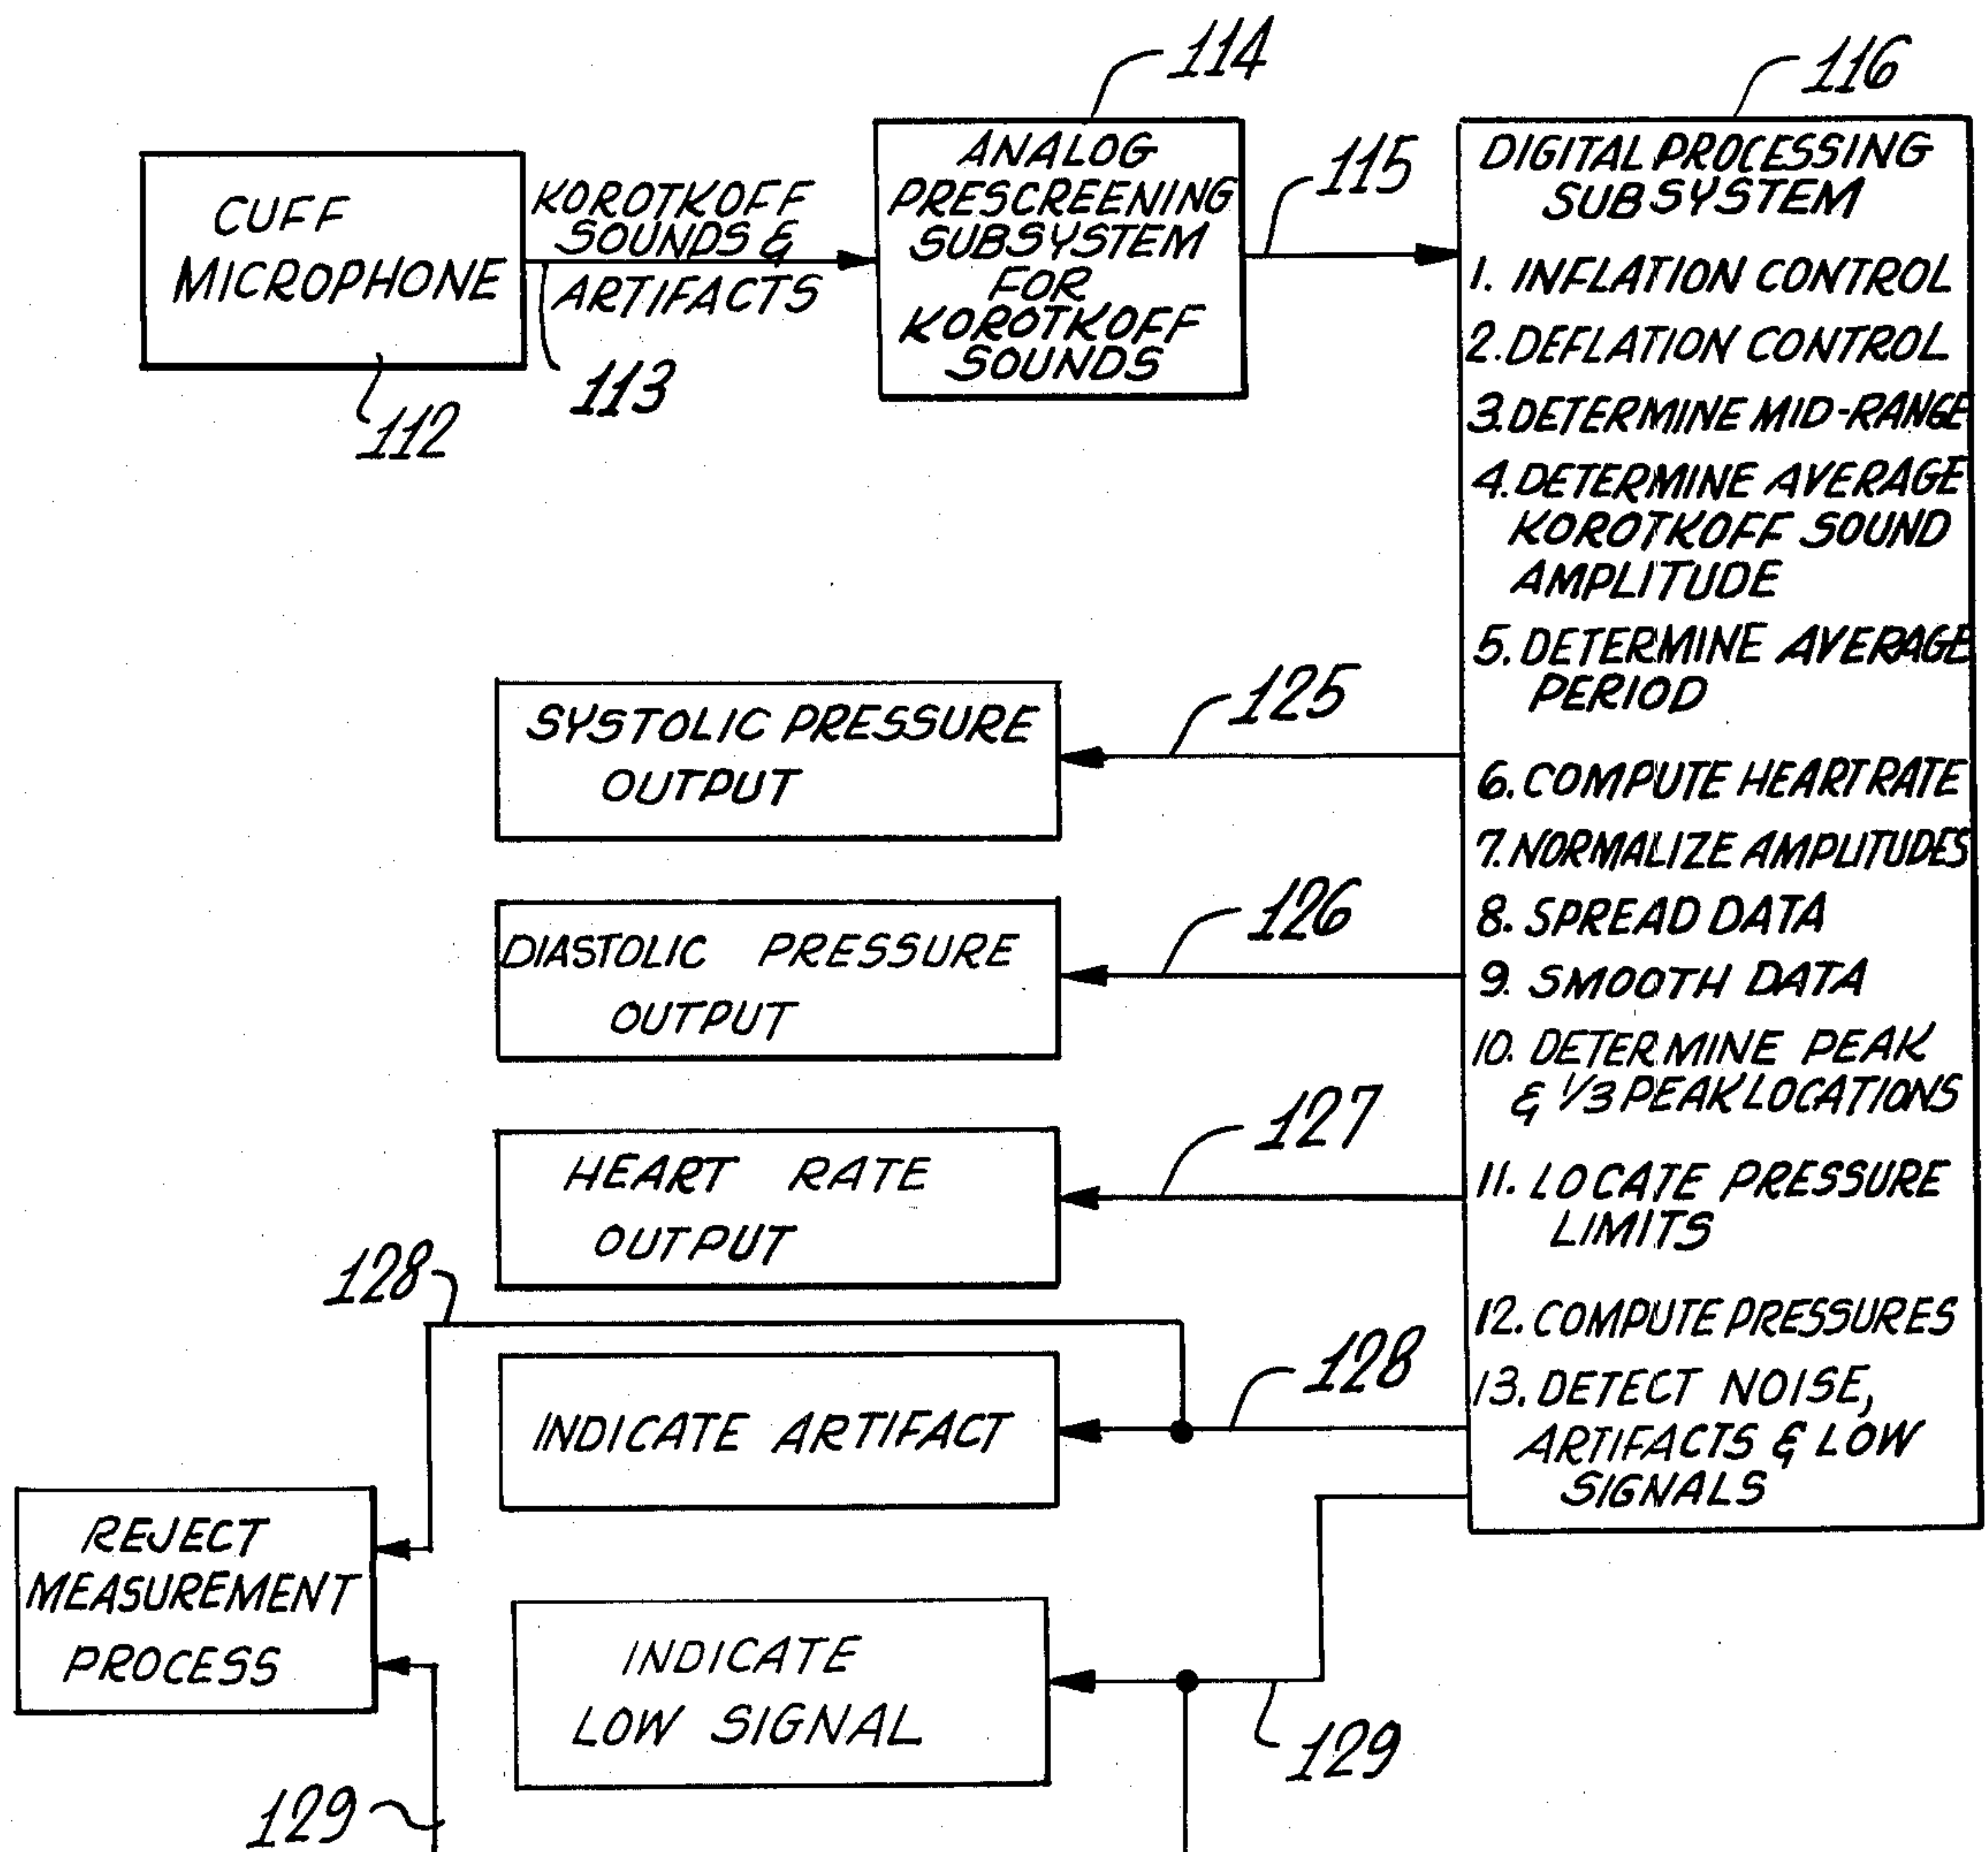 114
116
CUFF
MICROPHONE
112
KOROTKOFF
SOUNDS &
ARTIFACTS
113
ANALOG
PRESCREENING
SUBSYSTEM
FOR
KOROTKOFF
SOUNDS
115
DIGITAL PROCESSING
SUBSYSTEM
1. INFLATION CONTROL
2. DEFLATION CONTROL
3. DETERMINE MID-RANGE
4. DETERMINE AVERAGE
KOROTKOFF SOUND
AMPLITUDE
5. DETERMINE AVERAGE
PERIOD
6. COMPUTE HEART RATE
7. NORMALIZE AMPLITUDES
8. SPREAD DATA
9. SMOOTH DATA
10. DETERMINE PEAK
& 1/3 PEAK LOCATIONS
11. LOCATE PRESSURE
LIMITS
12. COMPUTE PRESSURES
13. DETECT NOISE,
ARTIFACTS & LOW
SIGNALS
125
SYSTOLIC PRESSURE
OUTPUT
126
DIASTOLIC PRESSURE
OUTPUT
127
HEART RATE
OUTPUT
128
128
INDICATE ARTIFACT
REJECT
MEASUREMENT
PROCESS
INDICATE
LOW SIGNAL
129
129